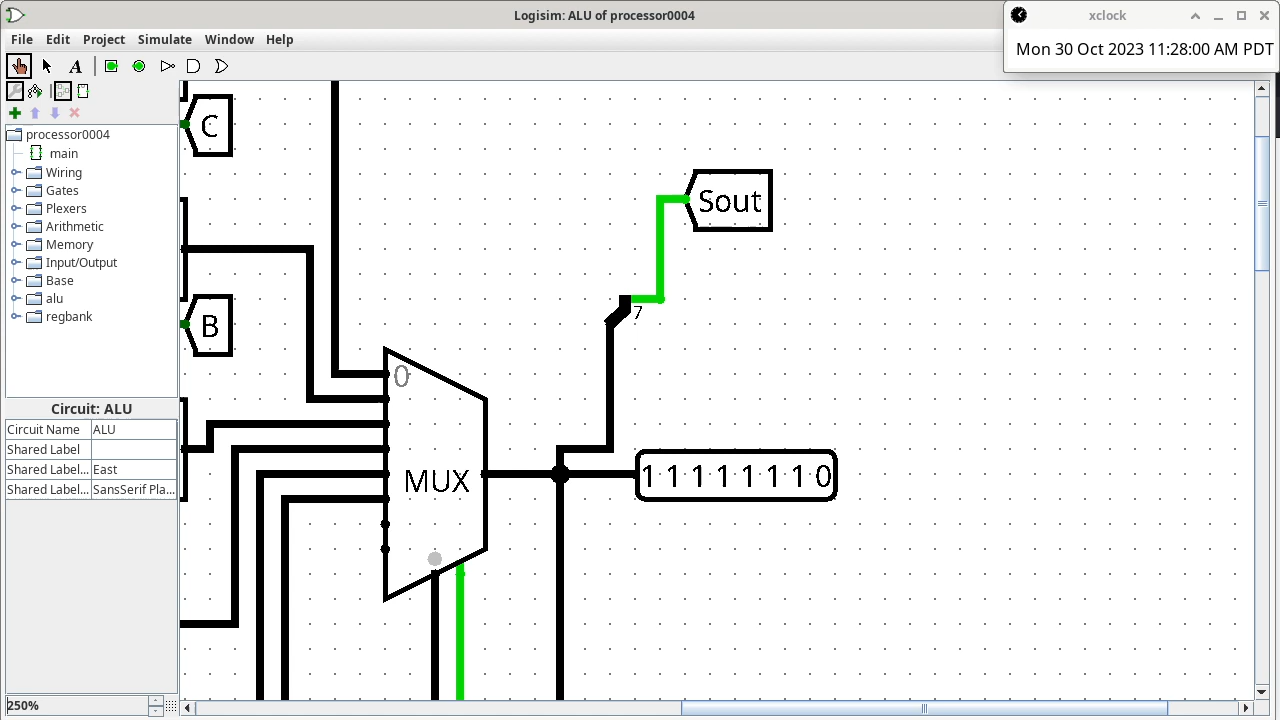 Logisim: ALU of processor0004
xclock
File Edit Project Simulate Window Help
Mon 30 Oct 2023 11:28:00 AM PDT
A
processor0004
main
Wiring
Gates
Plexers
Arithmetic
Memory
Input/Output
Base
alu
regbank
Circuit: ALU
Circuit Name ALU
Shared Label
Shared Label... East
Shared Label... SansSerif Pla...
250%
C
Sout
7
B
0
MUX
1 1 1 1 1 1 1 0